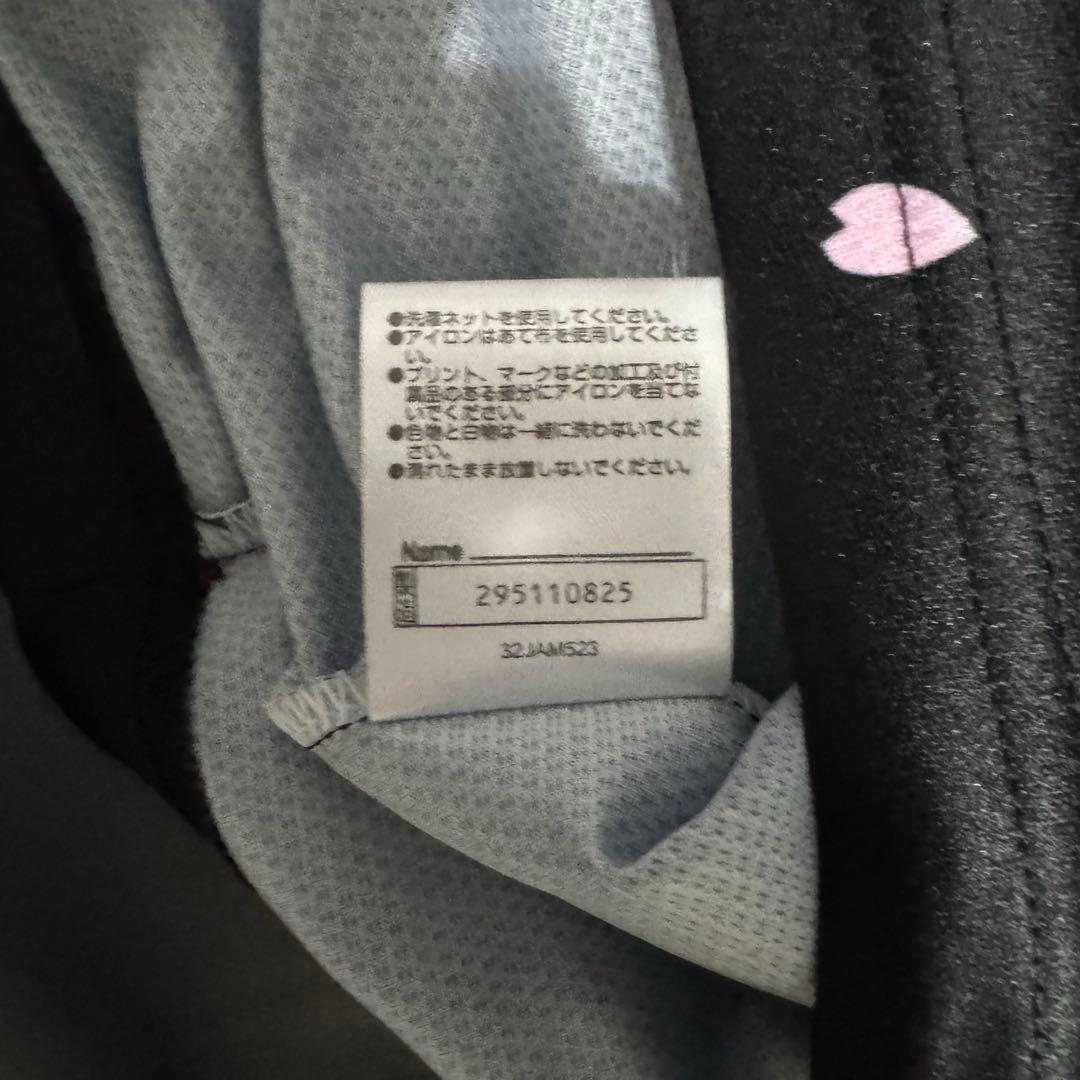 ●洗濯ネットを使用してください。
●アイロンはあて布を使用してくださ
い。
●プリント、マークなどの加工及び付
属品のある部分にアイロンを当てな
いでください。
●色物と白物は一緒に洗わないでくだ
さい。
●濡れたまま放置しないでください。
Name
295110825
32JJAM523